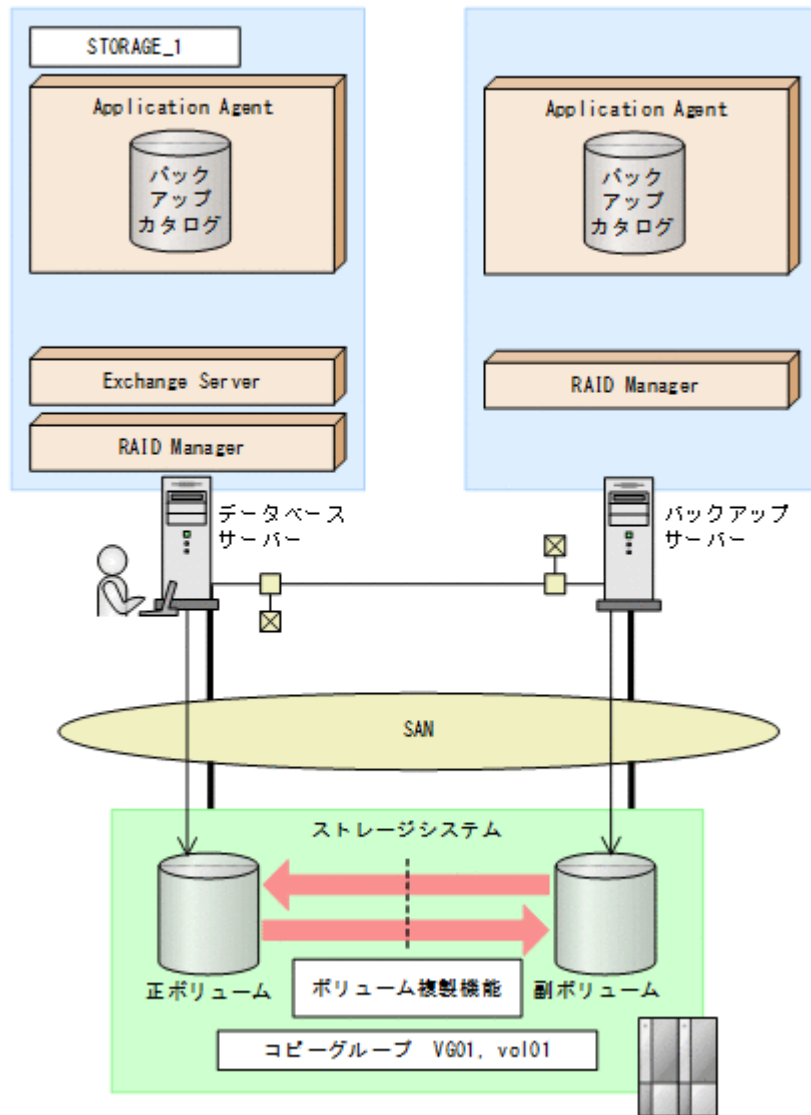 STORAGE_1
Application Agent
バック
アップ
カタログ
Exchange Server
RAID Manager
Application Agent
バック
アップ
カタログ
RAID Manager
データベース
サーバー
バックアップ
サーバー
SAN
ストレージシステム
正ボリューム
ボリューム複製機能
副ボリューム
コピーグループ VG01, vol01